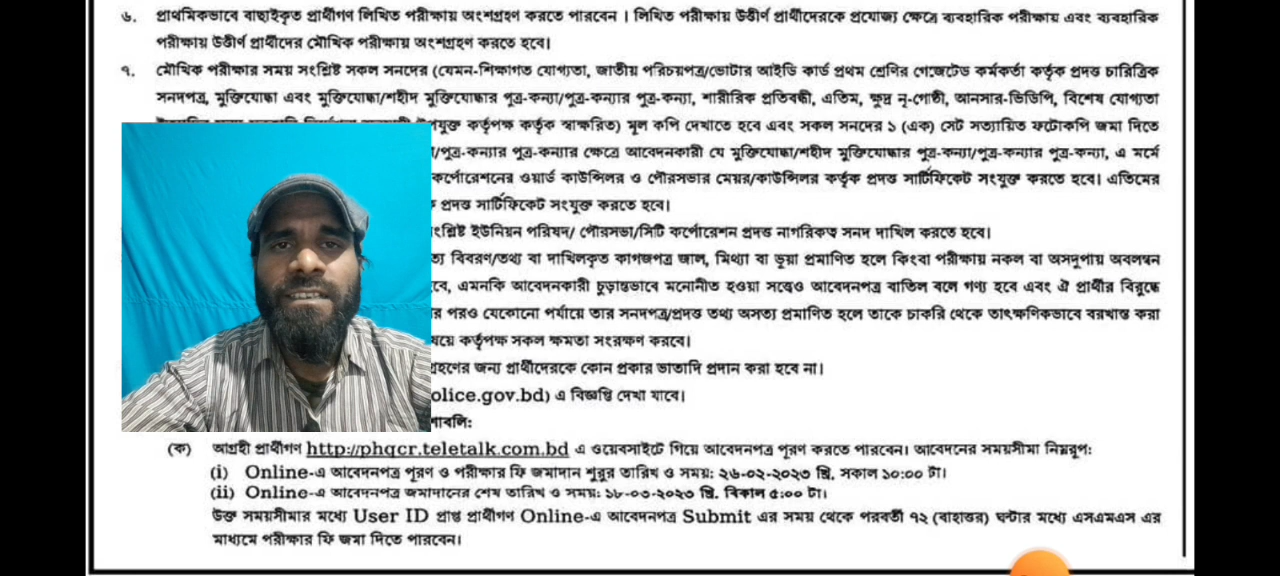 ৬. প্রাথমিকভাবে বাছাইকৃত প্রার্থীগণ লিখিত পরীক্ষায় অংশগ্রহণ করতে পারবেন । লিখিত পরীক্ষায় উত্তীর্ণ প্রার্থীদেরকে প্রযোজ্য ক্ষেত্রে ব্যবহারিক পরীক্ষায় এবং ব্যবহারিক
পরীক্ষায় উত্তীর্ণ প্রার্থীদের মৌখিক পরীক্ষায় অংশগ্রহণ করতে হবে।
৭. মৌখিক পরীক্ষার সময় সংশ্লিষ্ট সকল সনদের (যেমন-শিক্ষাগত যোগ্যতা, জাতীয় পরিচয়পত্র/ভোটার আইডি কার্ড প্রথম শ্রেণির গেজেটেড কর্মকর্তা কর্তৃক প্রদত্ত চারিত্রিক
সনদপত্র, মুক্তিযোদ্ধা এবং মুক্তিযোদ্ধা/শহীদ মুক্তিযোদ্ধার পুত্র-কন্যা/পুত্র-কন্যার পুত্র-কন্যা, শারীরিক প্রতিবন্ধী, এতিম, ক্ষুদ্র নৃ-গোষ্ঠী, আনসার-ভিডিপি, বিশেষ যোগ্যতা
কর্তৃপক্ষ কর্তৃক স্বাক্ষরিত) মূল কপি দেখাতে হবে এবং সকল সনদের ১ (এক) সেট সত্যায়িত ফটোকপি জমা দিতে
/পুত্র-কন্যার পুত্র-কন্যার ক্ষেত্রে আবেদনকারী যে মুক্তিযোদ্ধা/শহীদ মুক্তিযোদ্ধার পুত্র-কন্যা/পুত্র-কন্যার পুত্র-কন্যা, এ মর্মে
কর্পোরেশনের ওয়ার্ড কাউন্সিলর ও পৌরসভার মেয়র/কাউন্সিলর কর্তৃক প্রদত্ত সার্টিফিকেট সংযুক্ত করতে হবে। এতিমের
প্রদত্ত সার্টিফিকেট সংযুক্ত করতে হবে।
ইউনিয়ন পরিষদ/ পৌরসভা/সিটি কর্পোরেশন প্রদত্ত নাগরিকত্ব সনদ দাখিল করতে হবে।
বিবরণ/তথ্য বা দাখিলকৃত কাগজপত্র জাল, মিথ্যা বা ভূয়া প্রমাণিত হলে কিংবা পরীক্ষায় নকল বা অসদুপায় অবলম্বন
এমনকি আবেদনকারী চূড়ান্তভাবে মনোনীত হওয়া সত্ত্বেও আবেদনপত্র বাতিল বলে গণ্য হবে এবং ঐ প্রার্থীর বিরুদ্ধে
র পরও যেকোনো পর্যায়ে তার সনদপত্র/প্রদত্ত তথ্য অসত্য প্রমাণিত হলে তাকে চাকরি থেকে তাৎক্ষণিকভাবে বরখাস্ত করা
কর্তৃপক্ষ সকল ক্ষমতা সংরক্ষণ করবে।
গ্রহণের জন্য প্রার্থীদেরকে কোন প্রকার ভাতাদি প্রদান করা হবে না।
olice.gov.bd) এ বিজ্ঞপ্তি দেখা যাবে।
াবলি:
(ক) আগ্রহী প্রার্থীগণ http://phqcr.teletalk.com.bd এ ওয়েবসাইটে গিয়ে আবেদনপত্র পূরণ করতে পারবেন। আবেদনের সময়সীমা নিম্নরূপ:
(i) Online-এ আবেদনপত্র পূরণ ও পরীক্ষার ফি জমাদান শুরুর তারিখ ও সময়: ২৬-০২-২০২৩ খ্রি. সকাল ১০:০০ টা।
(ii) Online-এ আবেদনপত্র জমাদানের শেষ তারিখ ও সময়: ১৮-০৩-২০২৩ খ্রি. বিকাল ৫:০০ টা।
উক্ত সময়সীমার মধ্যে User ID প্রাপ্ত প্রার্থীগণ Online-এ আবেদনপত্র Submit এর সময় থেকে পরবর্তী ৭২ (বাহাত্তর) ঘন্টার মধ্যে এসএমএস এর
মাধ্যমে পরীক্ষার ফি জমা দিতে পারবেন।